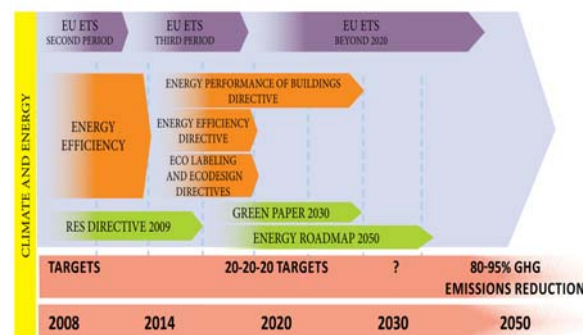 CLIMATE AND ENERGY
EU ETS
SECOND PERIOD
EU ETS
THIRD PERIOD
EU ETS
BEYOND 2020
ENERGY
EFFICIENCY
ENERGY PERFORMANCE OF BUILDINGS
DIRECTIVE
ENERGY EFFICIENCY
DIRECTIVE
ECO LABELING
AND ECODESIGN
DIRECTIVES
RES DIRECTIVE 2009
GREEN PAPER 2030
ENERGY ROADMAP 2050
TARGETS
20-20-20 TARGETS
?
80-95% GHG
EMISSIONS REDUCTION
2008
2014
2020
2030
2050